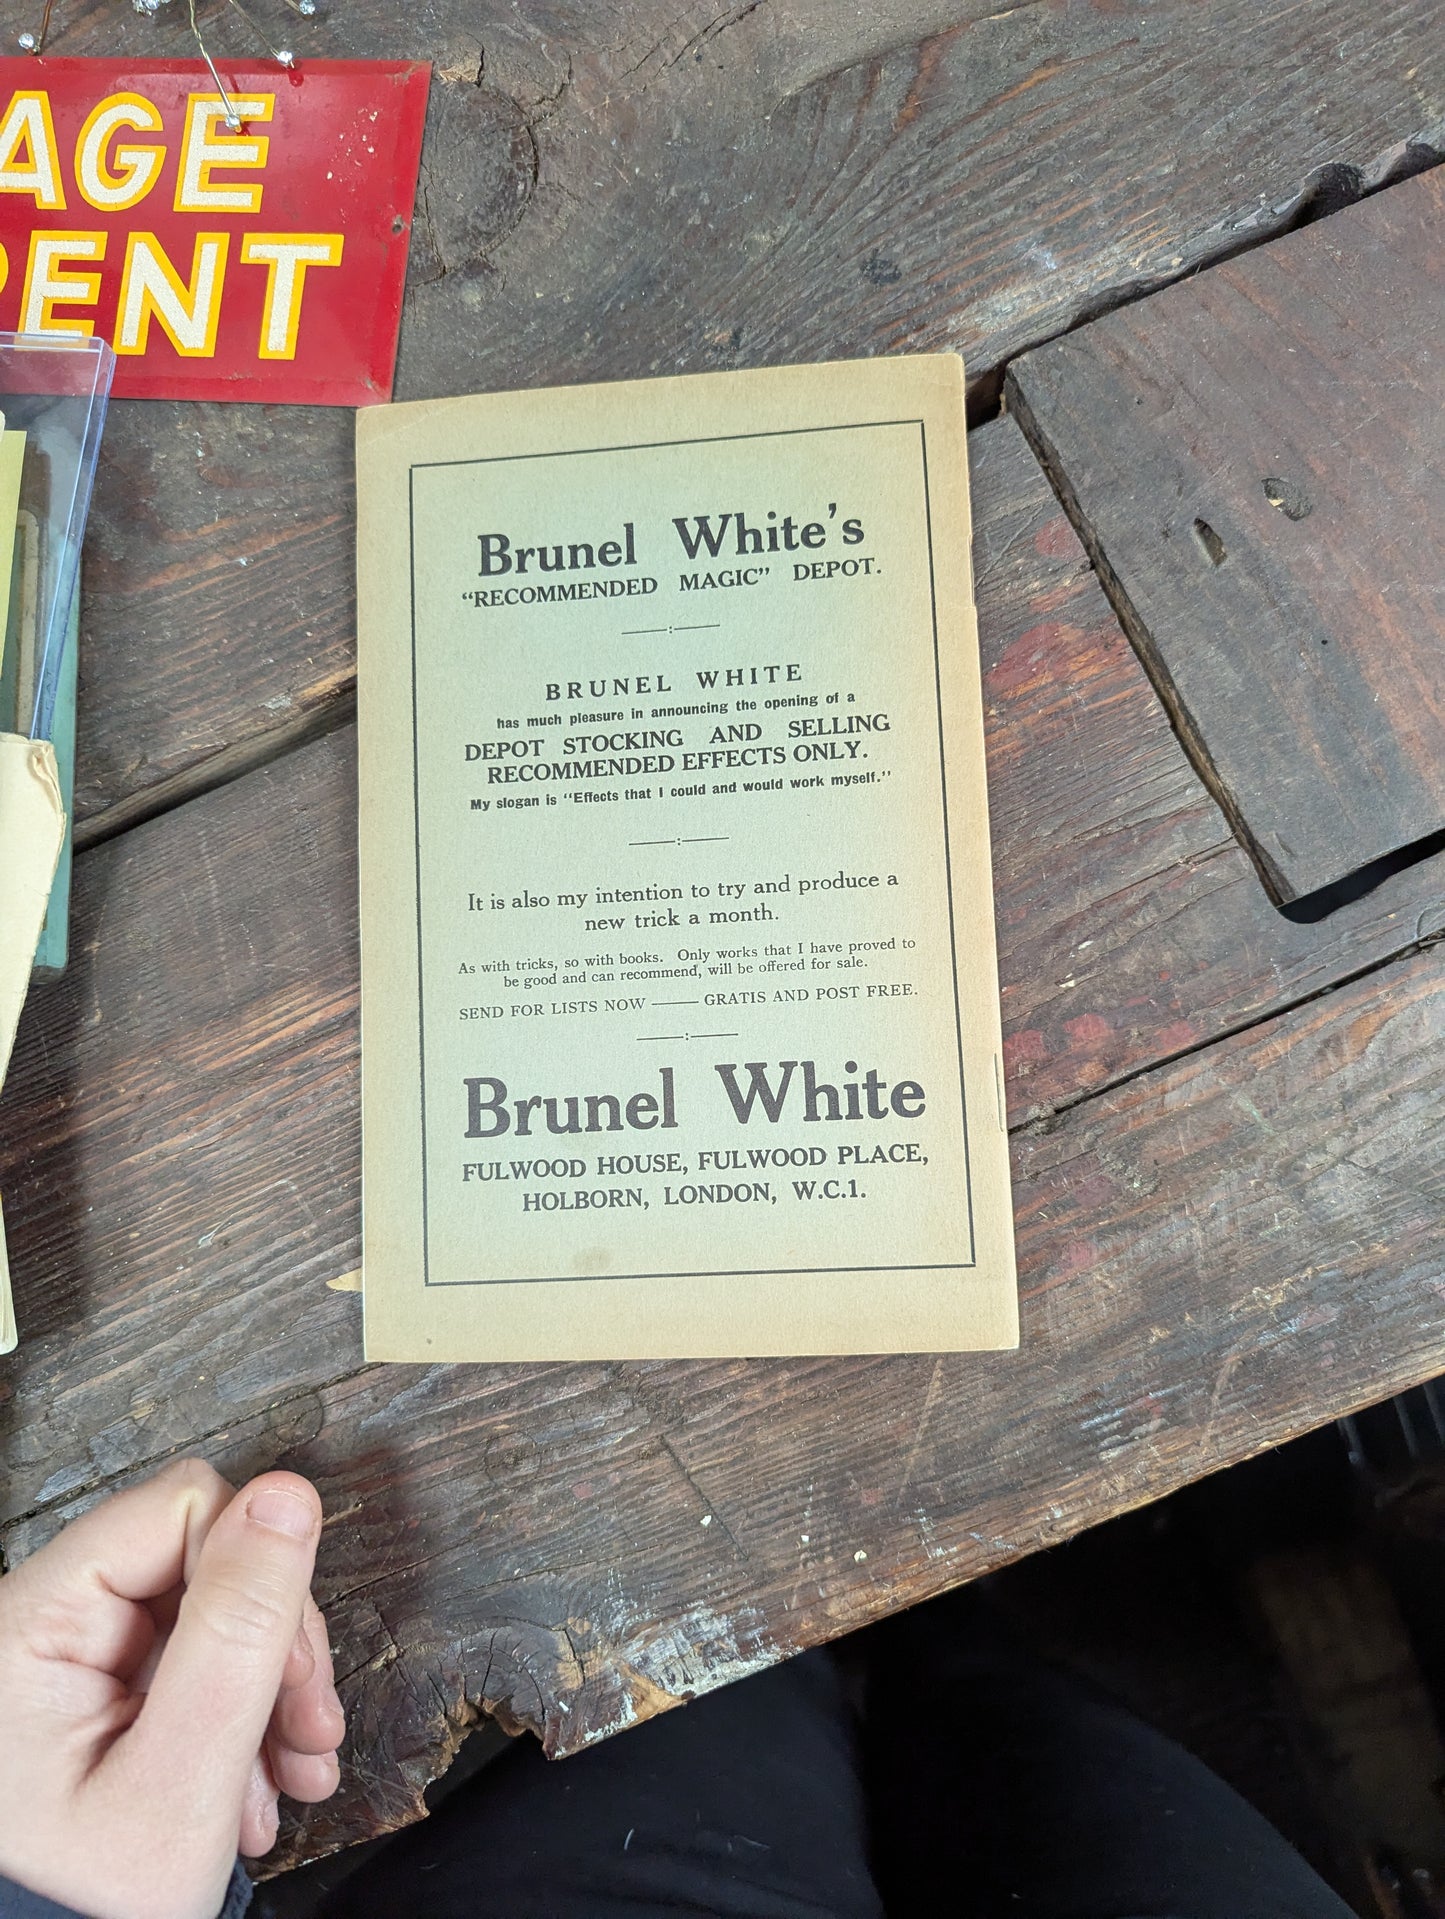 AGE
ENT
Brunel White's
“RECOMMENDED MAGIC” DEPOT.
BRUNEL WHITE
has much pleasure in announcing the opening of a
DEPOT STOCKING AND SELLING
RECOMMENDED EFFECTS ONLY.
My slogan is “Effects that I could and would work myself.”
It is also my intention to try and produce a
new trick a month.
As with tricks, so with books. Only works that I have proved to
be good and can recommend, will be offered for sale.
SEND FOR LISTS NOW —— GRATIS AND POST FREE.
Brunel White
FULWOOD HOUSE, FULWOOD PLACE,
HOLBORN, LONDON, W.C.1.